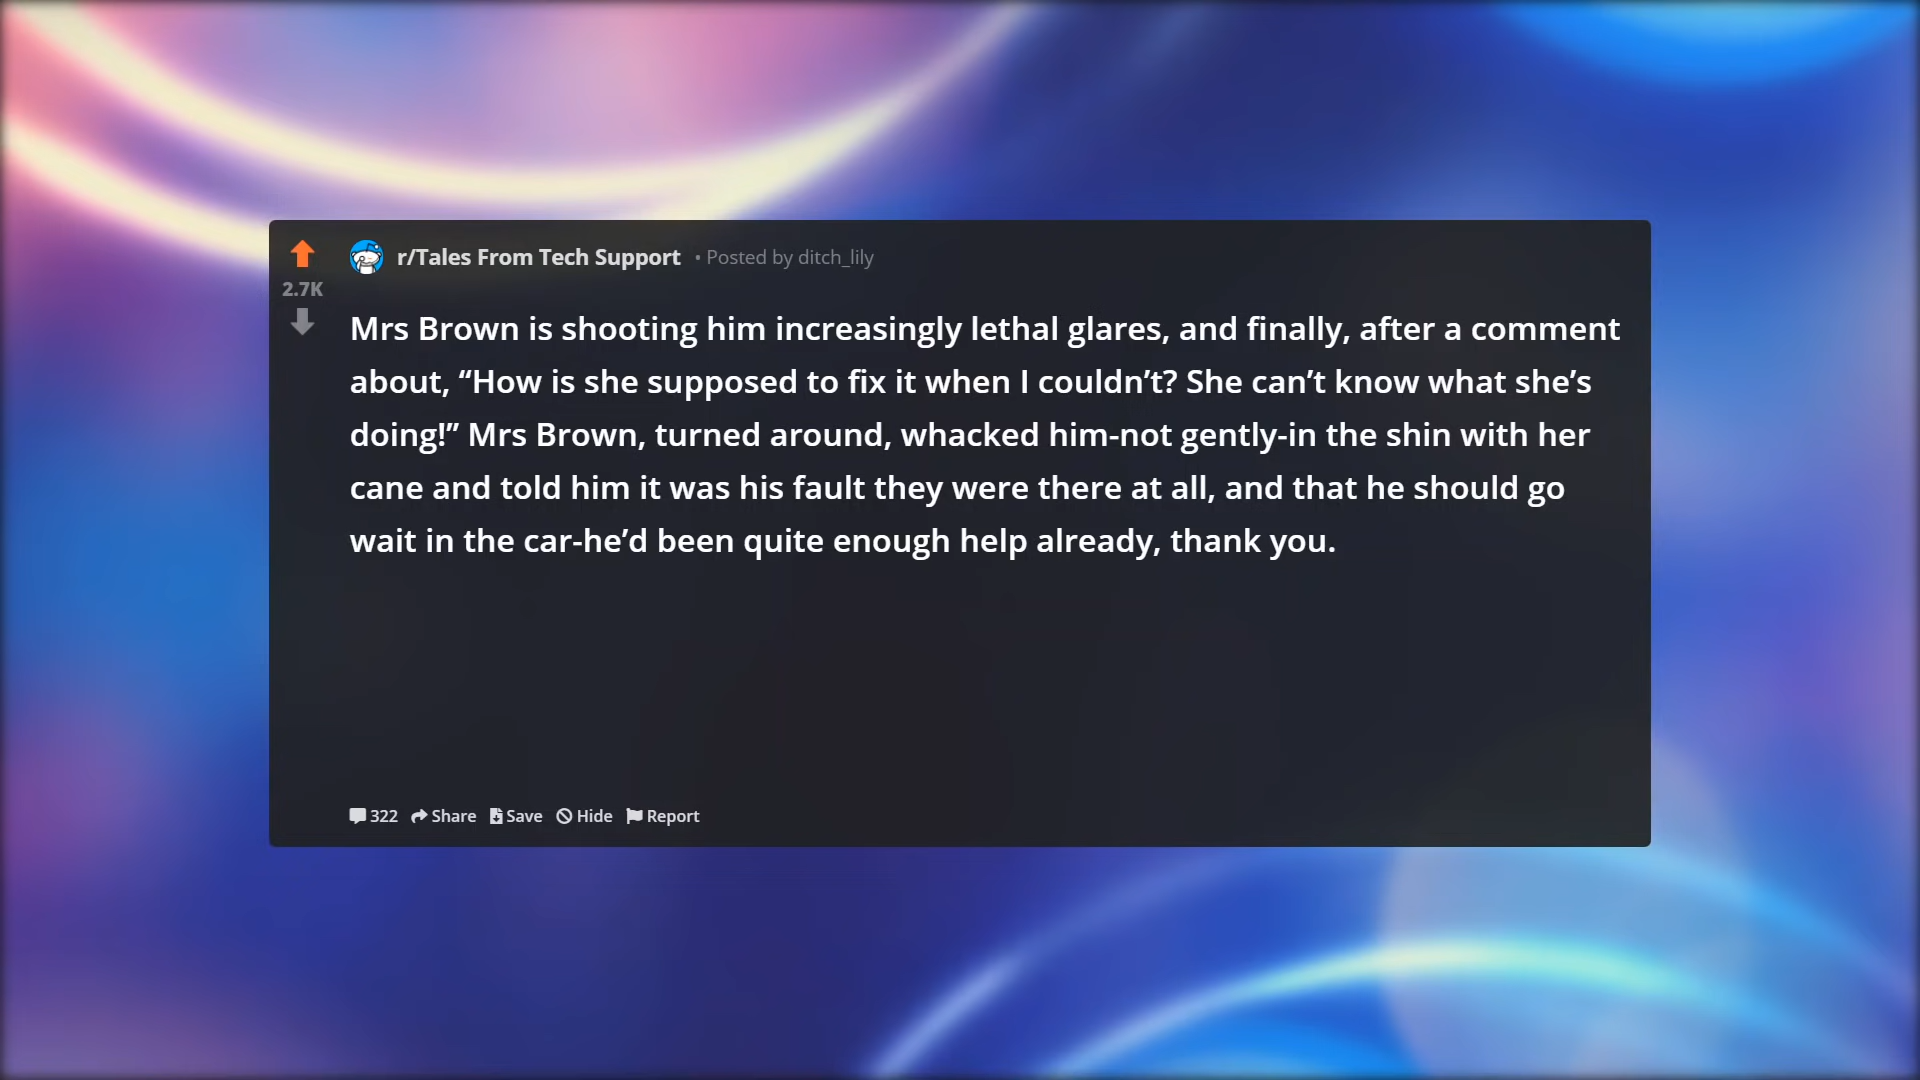 r/Tales From Tech Support • Posted by ditch_lily
2.7K
Mrs Brown is shooting him increasingly lethal glares, and finally, after a comment
about, “How is she supposed to fix it when I couldn’t? She can’t know what she’s
doing!” Mrs Brown, turned around, whacked him-not gently-in the shin with her
cane and told him it was his fault they were there at all, and that he should go
wait in the car-he’d been quite enough help already, thank you.
322 Share Save Hide Report